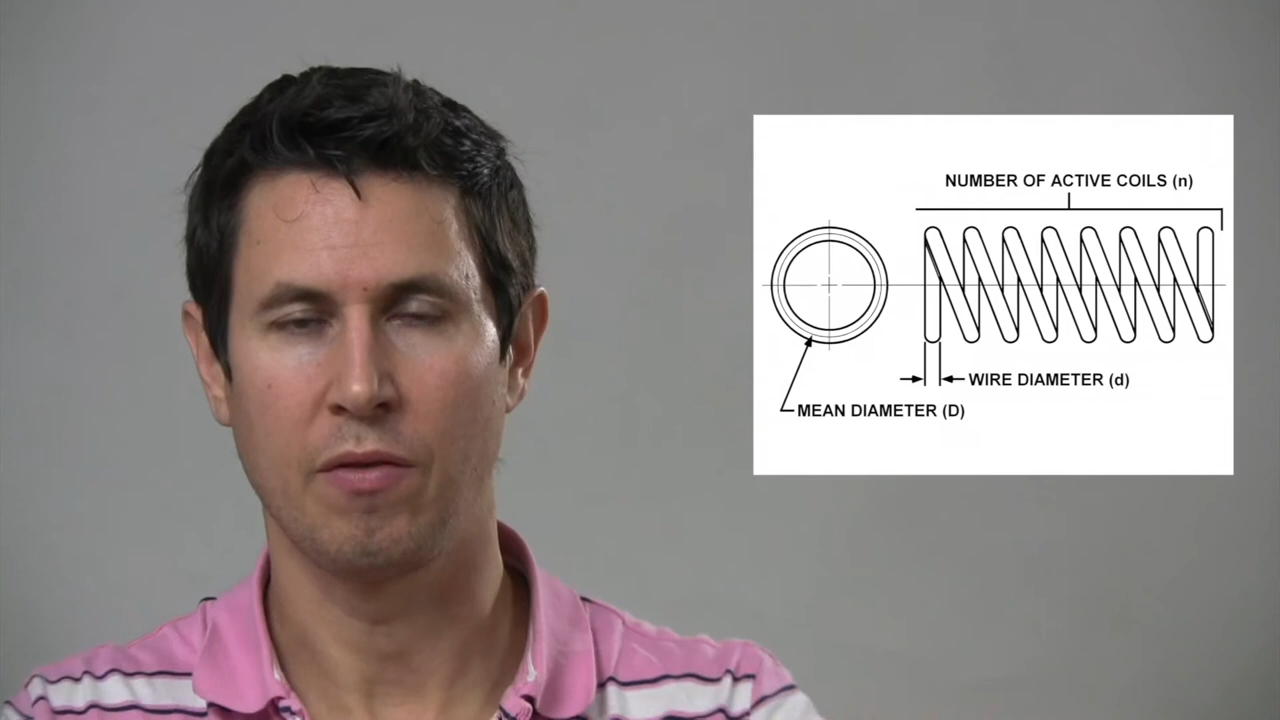 NUMBER OF ACTIVE COILS (n)
WIRE DIAMETER (d)
MEAN DIAMETER (D)